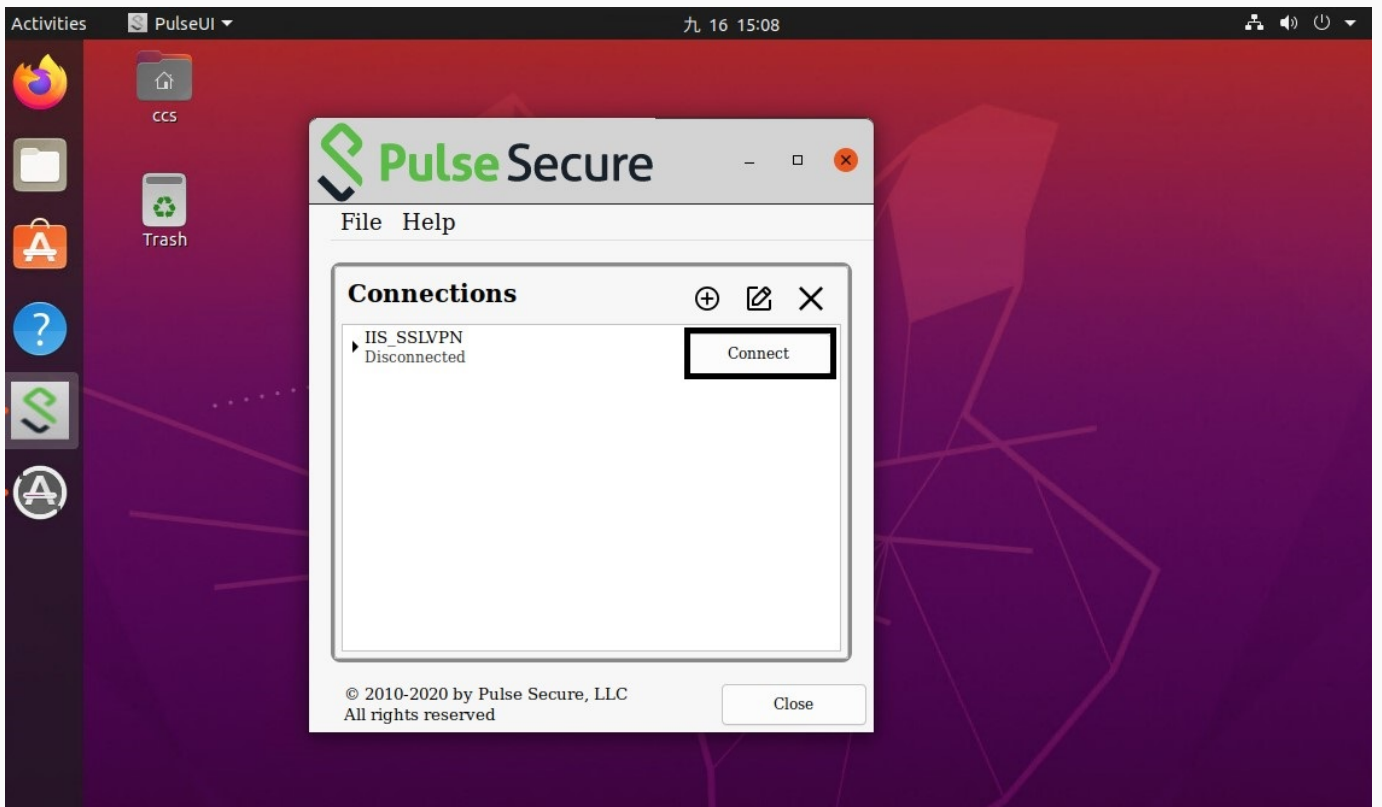 Activities PulseUI 九 16 15:08
ccs
Trash
Pulse Secure
File Help
Connections
IIS_SSLVPN
Disconnected
Connect
© 2010-2020 by Pulse Secure, LLC
All rights reserved
Close